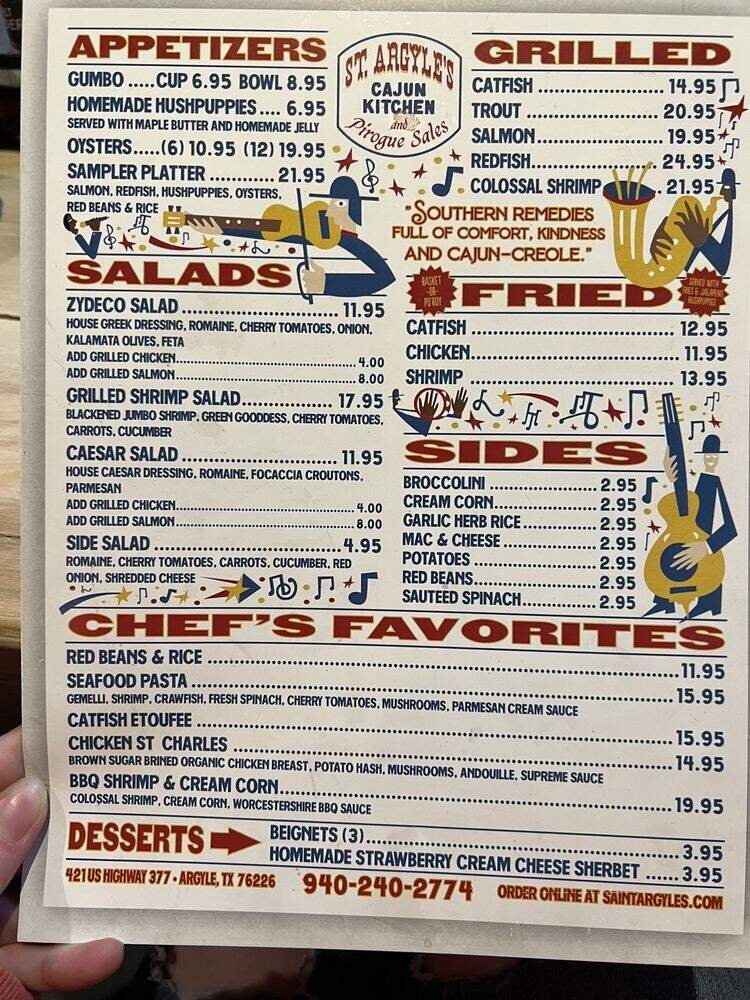 APPETIZERS
GUMBO .....CUP 6.95 BOWL 8.95
HOMEMADE HUSHPUPPIES .... 6.95
SERVED WITH MAPLE BUTTER AND HOMEMADE JELLY
OYSTERS.....(6) 10.95 (12) 19.95
SAMPLER PLATTER ............ 21.95
SALMON, REDFISH, HUSHPUPPIES, OYSTERS,
RED BEANS & RICE
ST. ARGYLE'S
CAJUN
KITCHEN
and
Pirogue Sales
GRILLED
CATFISH ........................ 14.95
TROUT ......................... 20.95
SALMON........................ 19.95
REDFISH........................ 24.95
COLOSSAL SHRIMP ......... 21.95
"SOUTHERN REMEDIES
FULL OF COMFORT, KINDNESS
AND CAJUN-CREOLE."
SALADS
ZYDECO SALAD ............................ 11.95
HOUSE GREEK DRESSING, ROMAINE, CHERRY TOMATOES, ONION,
KALAMATA OLIVES, FETA
ADD GRILLED CHICKEN.................................................. 4.00
ADD GRILLED SALMON.................................................. 8.00
GRILLED SHRIMP SALAD............... 17.95
BLACKENED JUMBO SHRIMP, GREEN GOODDESS, CHERRY TOMATOES,
CARROTS, CUCUMBER
CAESAR SALAD ............................ 11.95
HOUSE CAESAR DRESSING, ROMAINE, FOCACCIA CROUTONS,
PARMESAN
ADD GRILLED CHICKEN.................................................. 4.00
ADD GRILLED SALMON.................................................. 8.00
SIDE SALAD ................................4.95
ROMAINE, CHERRY TOMATOES, CARROTS, CUCUMBER, RED
ONION, SHREDDED CHEESE
BASKET
-OR-
PO'BOY
FRIED
SERVED WITH
FRIES & JALAPENO
HUSHPUPPIES
CATFISH ................................... 12.95
CHICKEN................................... 11.95
SHRIMP .................................... 13.95
SIDES
BROCCOLINI ................... 2.95
CREAM CORN.................. 2.95
GARLIC HERB RICE............ 2.95
MAC & CHEESE ................ 2.95
POTATOES ..................... 2.95
RED BEANS..................... 2.95
SAUTEED SPINACH............ 2.95
CHEF'S FAVORITES
RED BEANS & RICE ........................................................................11.95
SEAFOOD PASTA ..........................................................................15.95
GEMELLI, SHRIMP, CRAWFISH, FRESH SPINACH, CHERRY TOMATOES, MUSHROOMS, PARMESAN CREAM SAUCE
CATFISH ETOUFEE ........................................................................15.95
CHICKEN ST CHARLES ...................................................................14.95
BROWN SUGAR BRINED ORGANIC CHICKEN BREAST, POTATO HASH, MUSHROOMS, ANDOUILLE, SUPREME SAUCE
BBQ SHRIMP & CREAM CORN...........................................................19.95
COLOSSAL SHRIMP, CREAM CORN, WORCESTERSHIRE BBQ SAUCE
DESSERTS
BEIGNETS (3)..........................................................3.95
HOMEMADE STRAWBERRY CREAM CHEESE SHERBET ......3.95
421 US HIGHWAY 377 • ARGYLE, TX 76226
940-240-2774
ORDER ONLINE AT SAINTARGYLES.COM